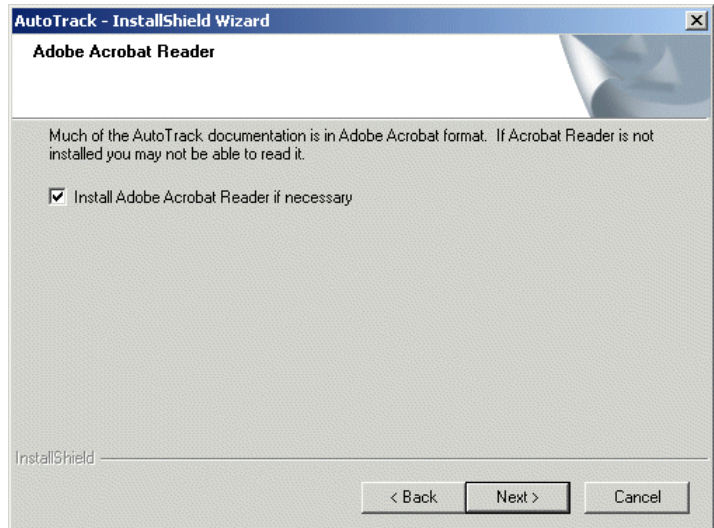 AutoTrack - InstallShield Wizard
Adobe Acrobat Reader
Much of the AutoTrack documentation is in Adobe Acrobat format.  If Acrobat Reader is not
installed you may not be able to read it.
Install Adobe Acrobat Reader if necessary
InstallShield
< Back Next > Cancel